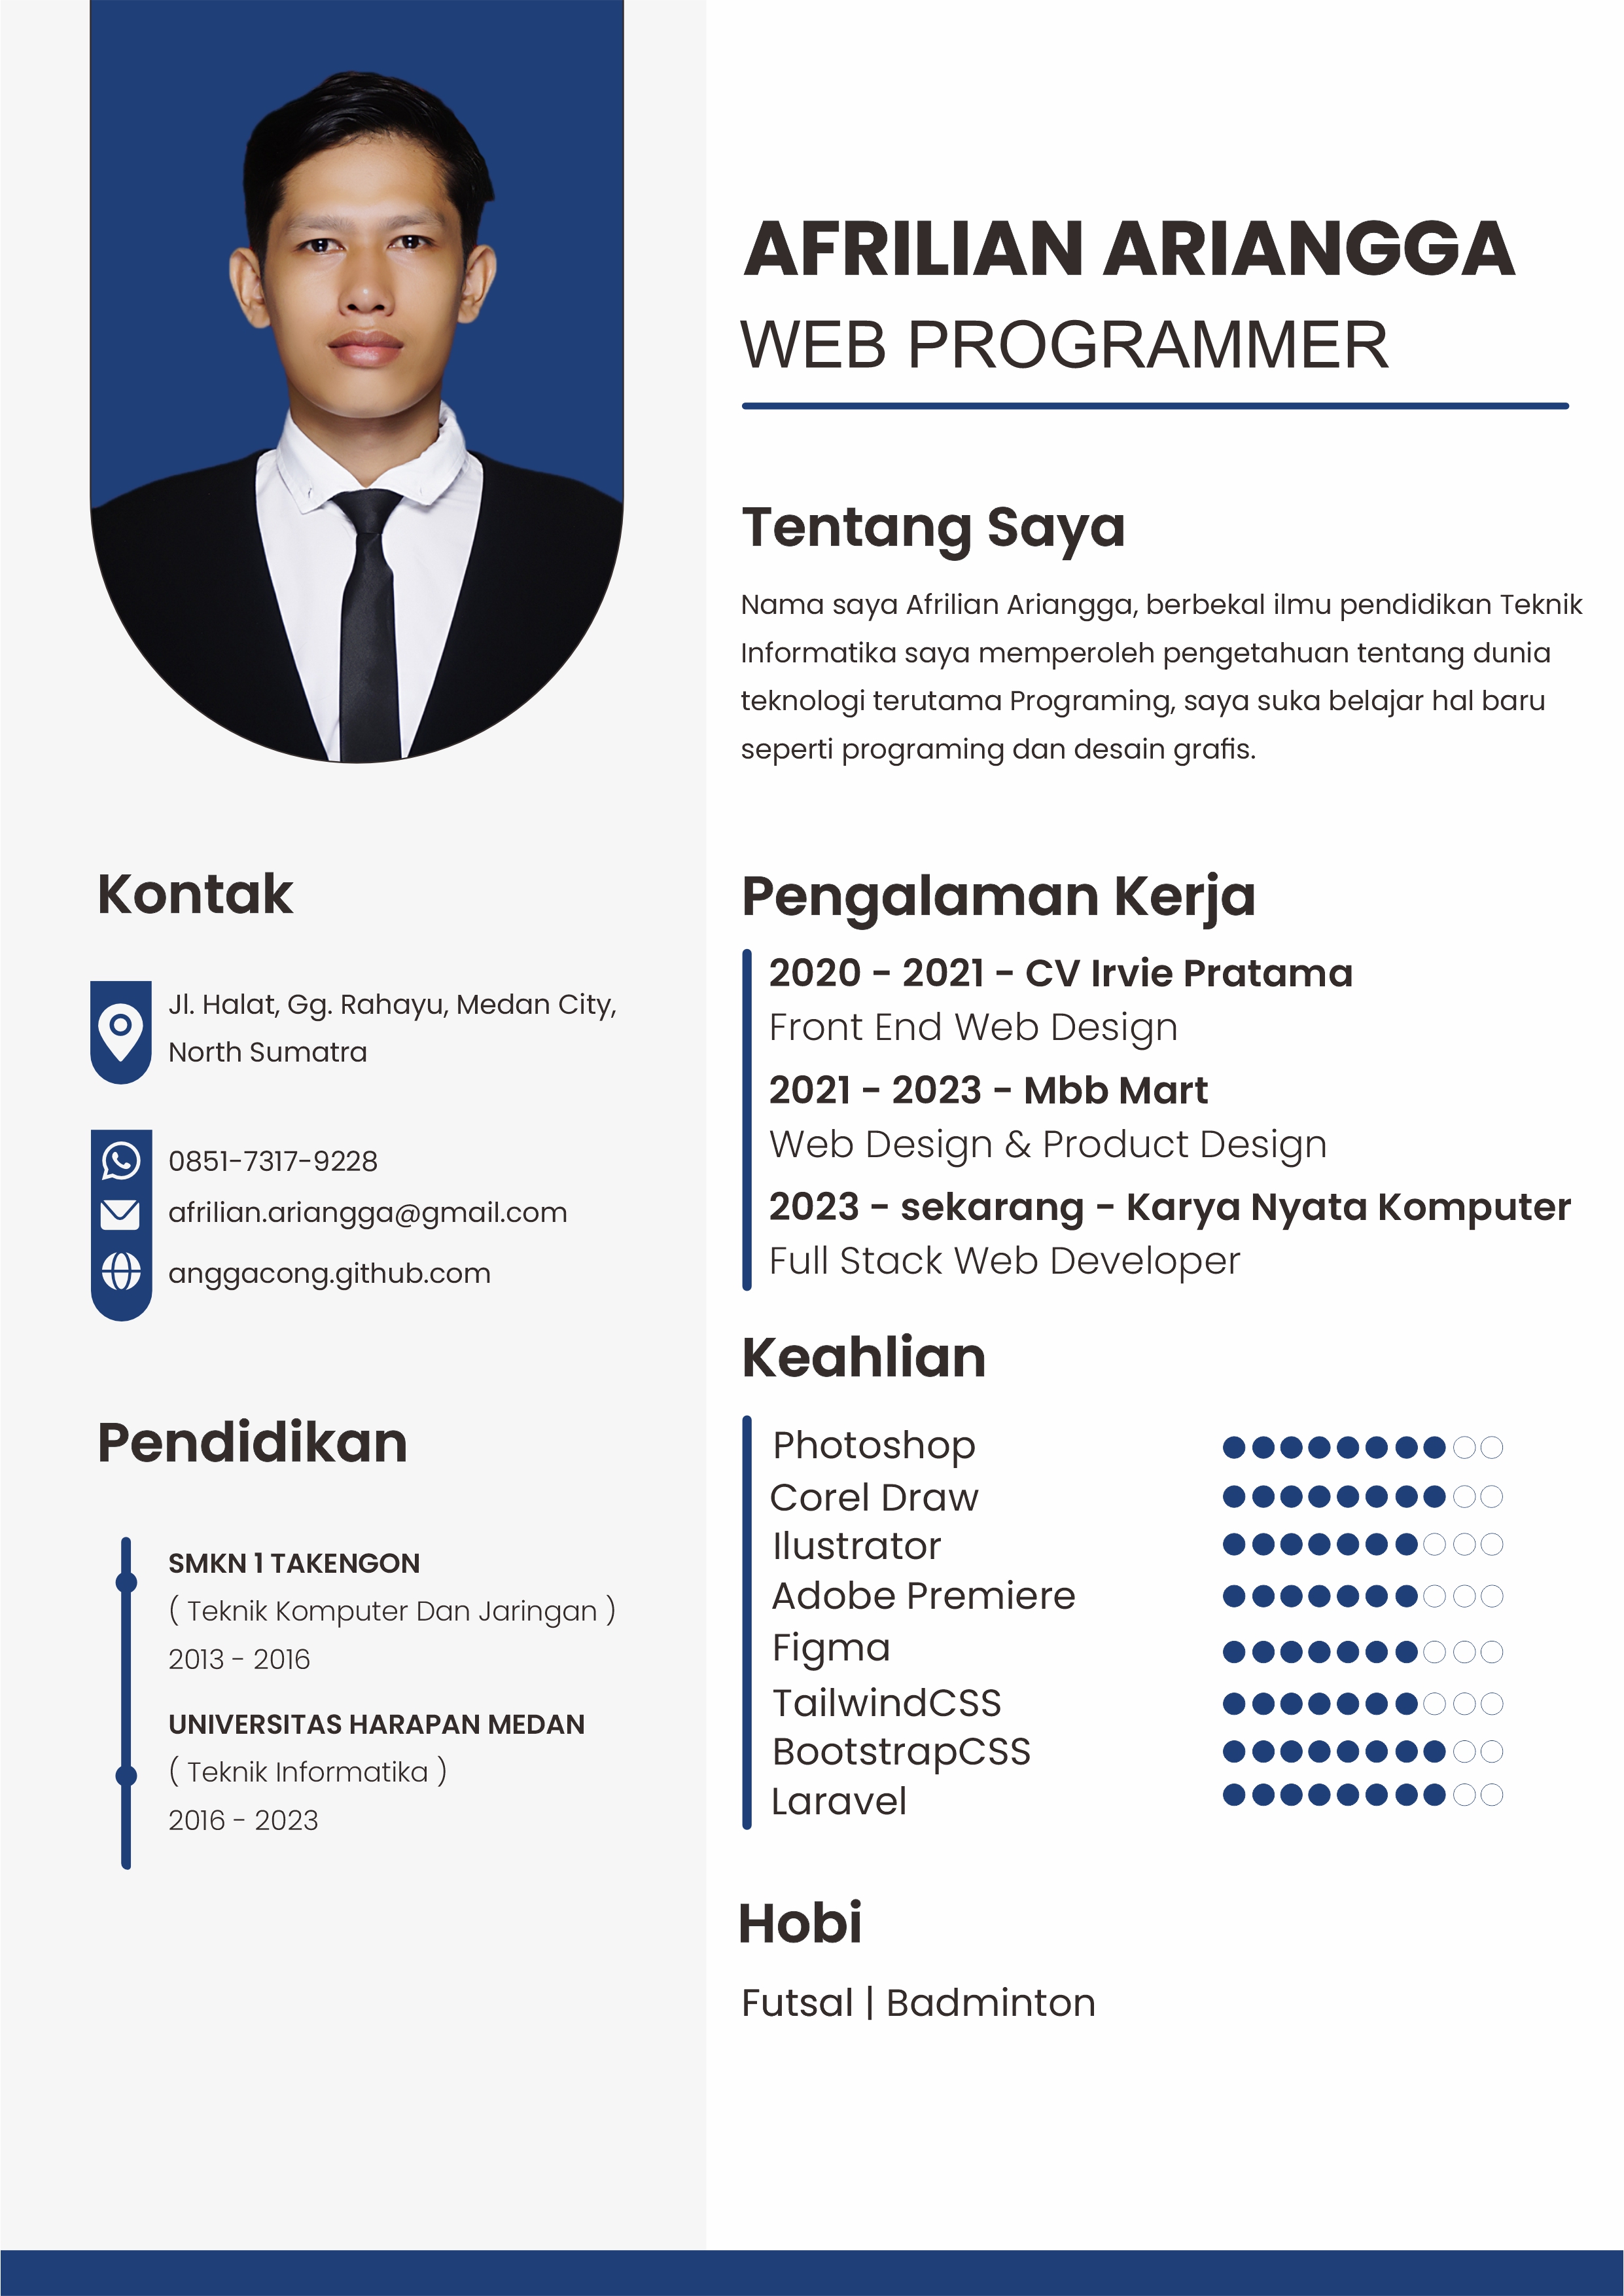 AFRILIAN ARIANGGA
WEB PROGRAMMER
Tentang Saya
Nama saya Afrilian Ariangga, berbekal ilmu pendidikan Teknik
Informatika saya memperoleh pengetahuan tentang dunia
teknologi terutama Programing, saya suka belajar hal baru
seperti programing dan desain grafis.
Kontak
Jl. Halat, Gg. Rahayu, Medan City,
North Sumatra
0851-7317-9228
afrilian.ariangga@gmail.com
anggacong.github.com
Pendidikan
SMKN 1 TAKENGON
( Teknik Komputer Dan Jaringan )
2013 - 2016
UNIVERSITAS HARAPAN MEDAN
( Teknik Informatika )
2016 - 2023
Pengalaman Kerja
2020 - 2021 - CV Irvie Pratama
Front End Web Design
2021 - 2023 - Mbb Mart
Web Design & Product Design
2023 - sekarang - Karya Nyata Komputer
Full Stack Web Developer
Keahlian
Photoshop
Corel Draw
Ilustrator
Adobe Premiere
Figma
TailwindCSS
BootstrapCSS
Laravel
Hobi
Futsal | Badminton